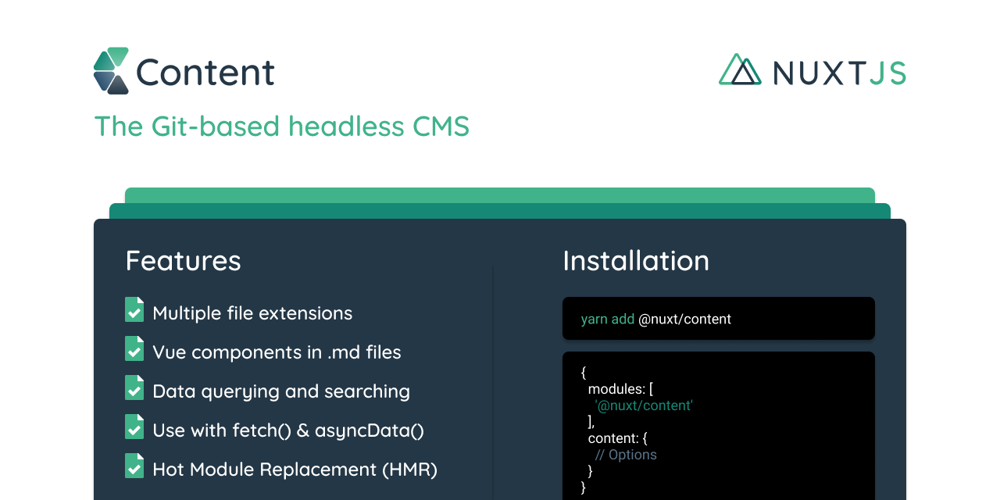 Content
NUXTJS
The Git-based headless CMS
Features
Multiple file extensions
Vue components in .md files
Data querying and searching
Use with fetch() & asyncData()
Hot Module Replacement (HMR)
Installation
yarn add @nuxt/content
{
  modules: [
    '@nuxt/content'
  ],
  content: {
    // Options
  }
}